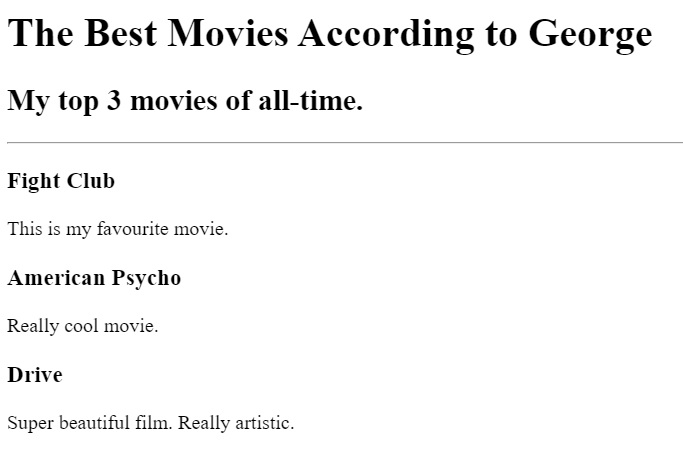 The Best Movies According to George
My top 3 movies of all-time.
Fight Club
This is my favourite movie.
American Psycho
Really cool movie.
Drive
Super beautiful film. Really artistic.